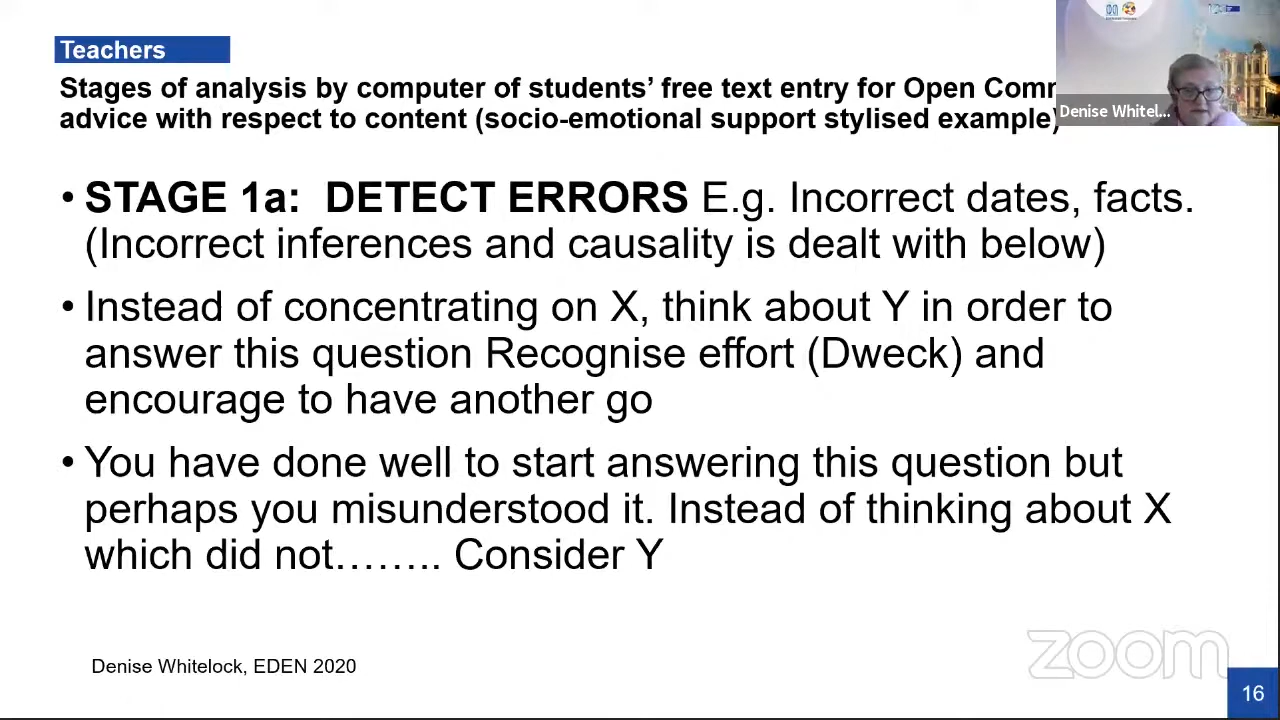 Teachers
Stages of analysis by computer of students’ free text entry for Open Comm
advice with respect to content (socio-emotional support stylised example)
Denise Whitel...
• STAGE 1a: DETECT ERRORS E.g. Incorrect dates, facts.
(Incorrect inferences and causality is dealt with below)
• Instead of concentrating on X, think about Y in order to
answer this question Recognise effort (Dweck) and
encourage to have another go
• You have done well to start answering this question but
perhaps you misunderstood it. Instead of thinking about X
which did not…….. Consider Y
Denise Whitelock, EDEN 2020
zoom
16